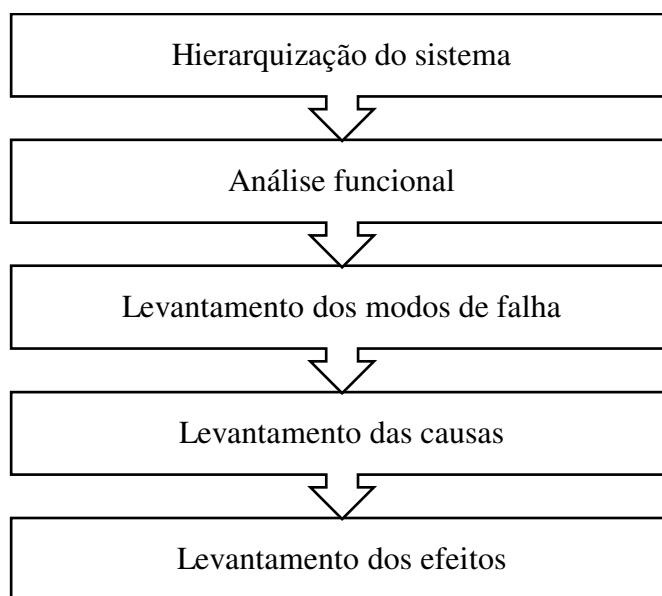 Hierarquização do sistema
Análise funcional
Levantamento dos modos de falha
Levantamento das causas
Levantamento dos efeitos